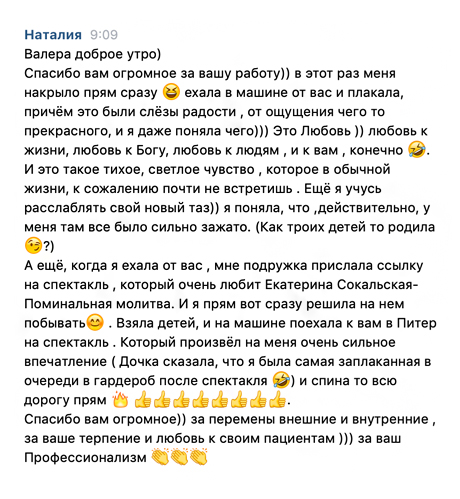 Наталия 9:09
Валера доброе утро)
Спасибо вам огромное за вашу работу)) в этот раз меня
накрыло прям сразу 😆 ехала в машине от вас и плакала,
причём это были слёзы радости , от ощущения чего то
прекрасного, и я даже поняла чего))) Это Любовь )) любовь к
жизни, любовь к Богу, любовь к людям , и к вам , конечно 🤣.
И это такое тихое, светлое чувство , которое в обычной
жизни, к сожалению почти не встретишь . Ещё я учусь
расслаблять свой новый таз)) я поняла, что ,действительно, у
меня там все было сильно зажато. (Как троих детей то родила
😉?)
А ещё, когда я ехала от вас , мне подружка прислала ссылку
на спектакль , который очень любит Екатерина Сокальская-
Поминальная молитва. И я прям вот сразу решила на нем
побывать😊 . Взяла детей, и на машине поехала к вам в Питер
на спектакль . Который произвёл на меня очень сильное
впечатление ( Дочка сказала, что я была самая заплаканная в
очереди в гардероб после спектакля 🤣) и спина то всю
дорогу прям 🔥 👍👍👍👍👍👍👍👍.
Спасибо вам огромное)) за перемены внешние и внутренние ,
за ваше терпение и любовь к своим пациентам ))) за ваш
Профессионализм 👏👏👏